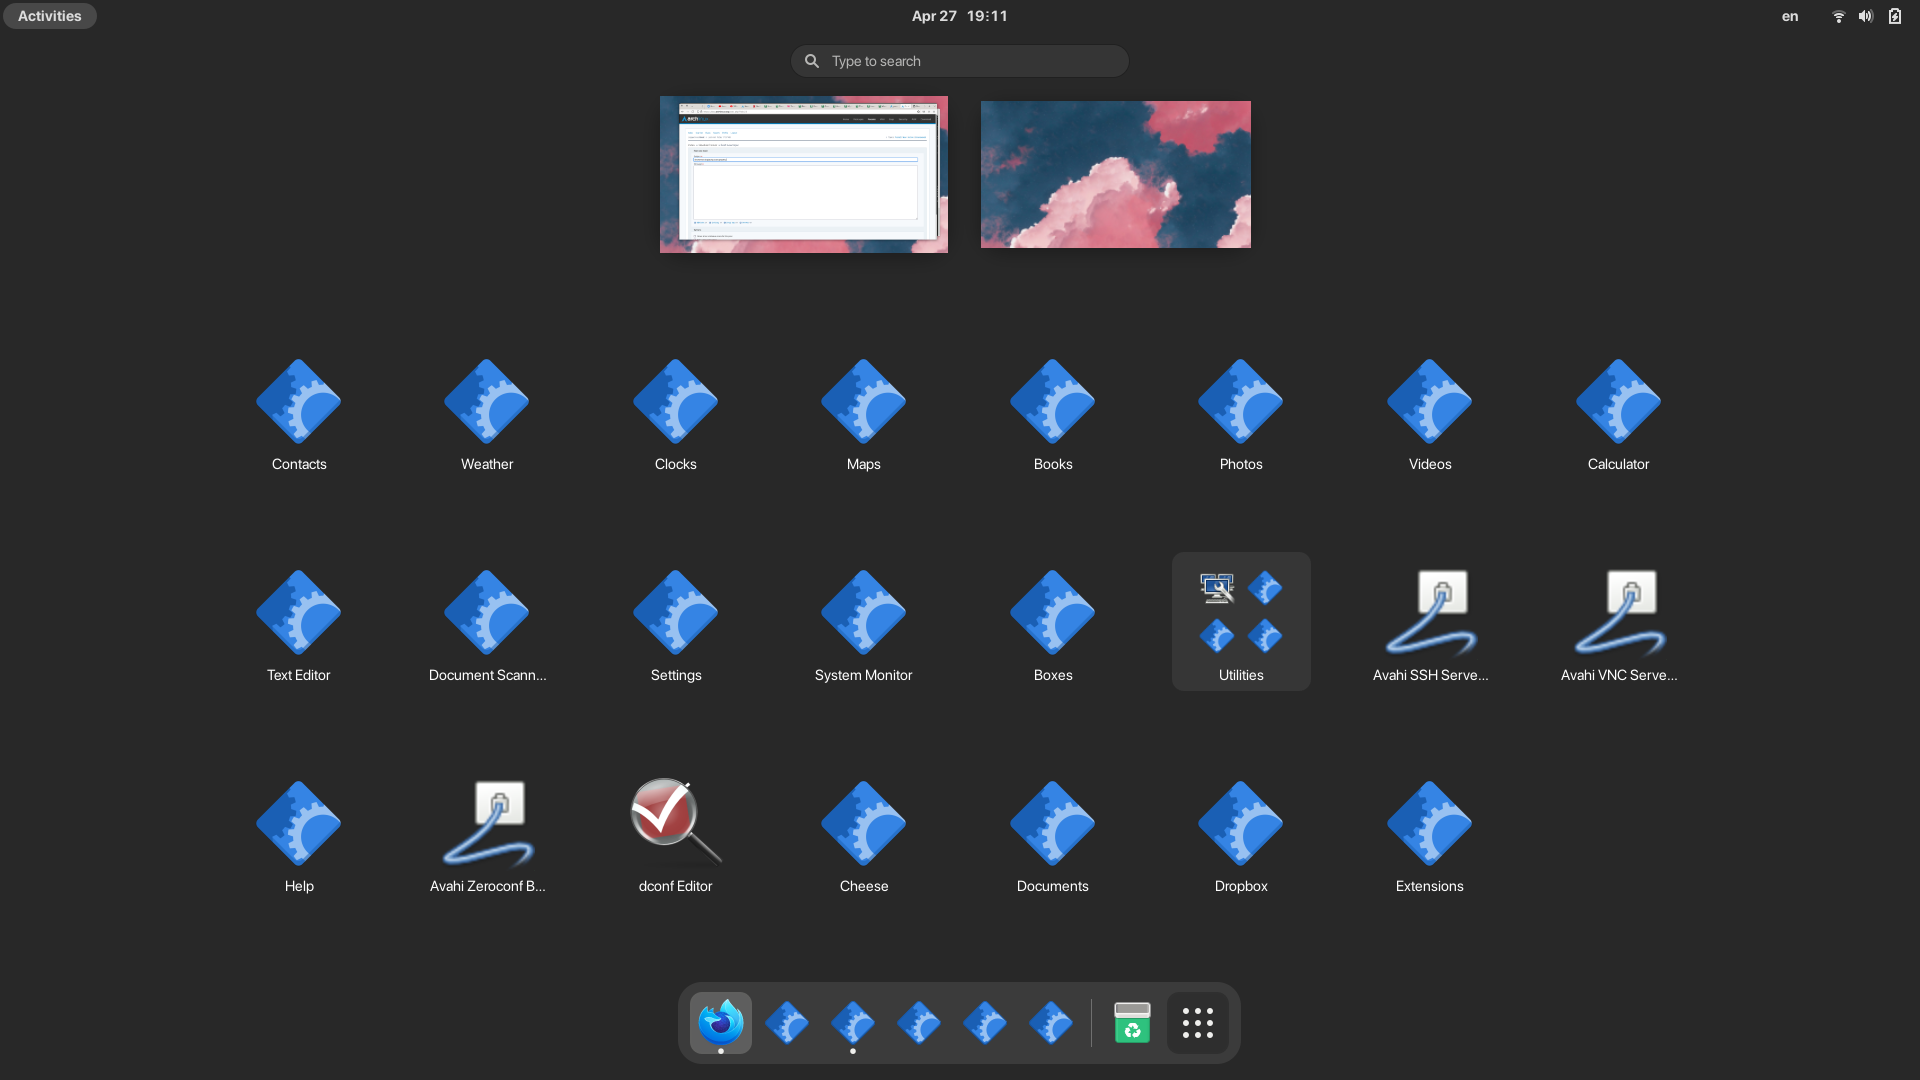 Activities
Apr 27 19:11
en
Type to search
arch
Contacts
Weather
Clocks
Maps
Books
Photos
Videos
Calculator
Text Editor
Document Scann...
Settings
System Monitor
Boxes
Utilities
Avahi SSH Serve...
Avahi VNC Serve...
Help
Avahi Zeroconf B...
dconf Editor
Cheese
Documents
Dropbox
Extensions